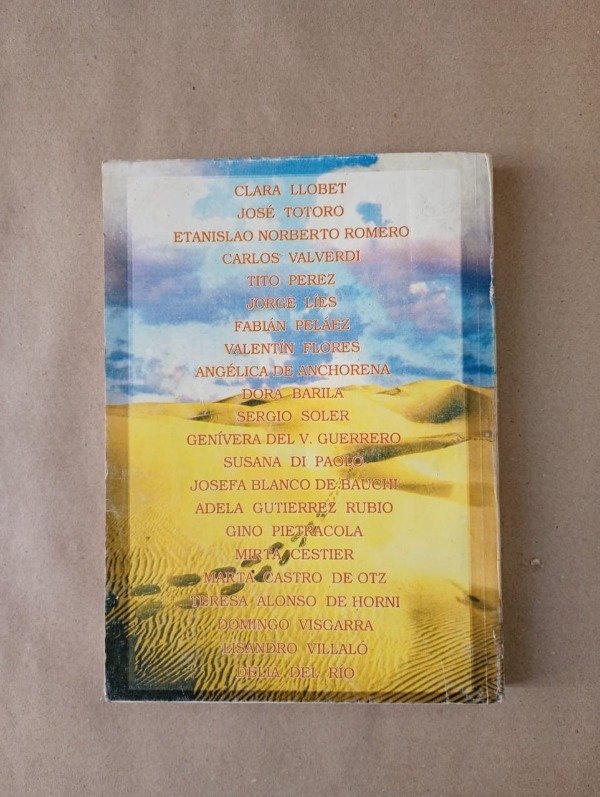 CLARA LLOBET
JOSÉ TOTORO
ETANISLAO NORBERTO ROMERO
CARLOS VALVERDI
TITO PEREZ
JORGE LÍES
FABIÁN PELÁEZ
VALENTÍN FLORES
ANGÉLICA DE ANCHORENA
DORA BARILA
SERGIO SOLER
GENÍVERA DEL V. GUERRERO
SUSANA DI PAOLO
JOSEFA BLANCO DE BAUCHI
ADELA GUTIERREZ RUBIO
GINO PIETRACOLA
MIRTA CESTIER
MARTA CASTRO DE OTZ
TERESA ALONSO DE HORNI
DOMINGO VISGARRA
LISANDRO VILLALÓ
DELIA DEL RÍO